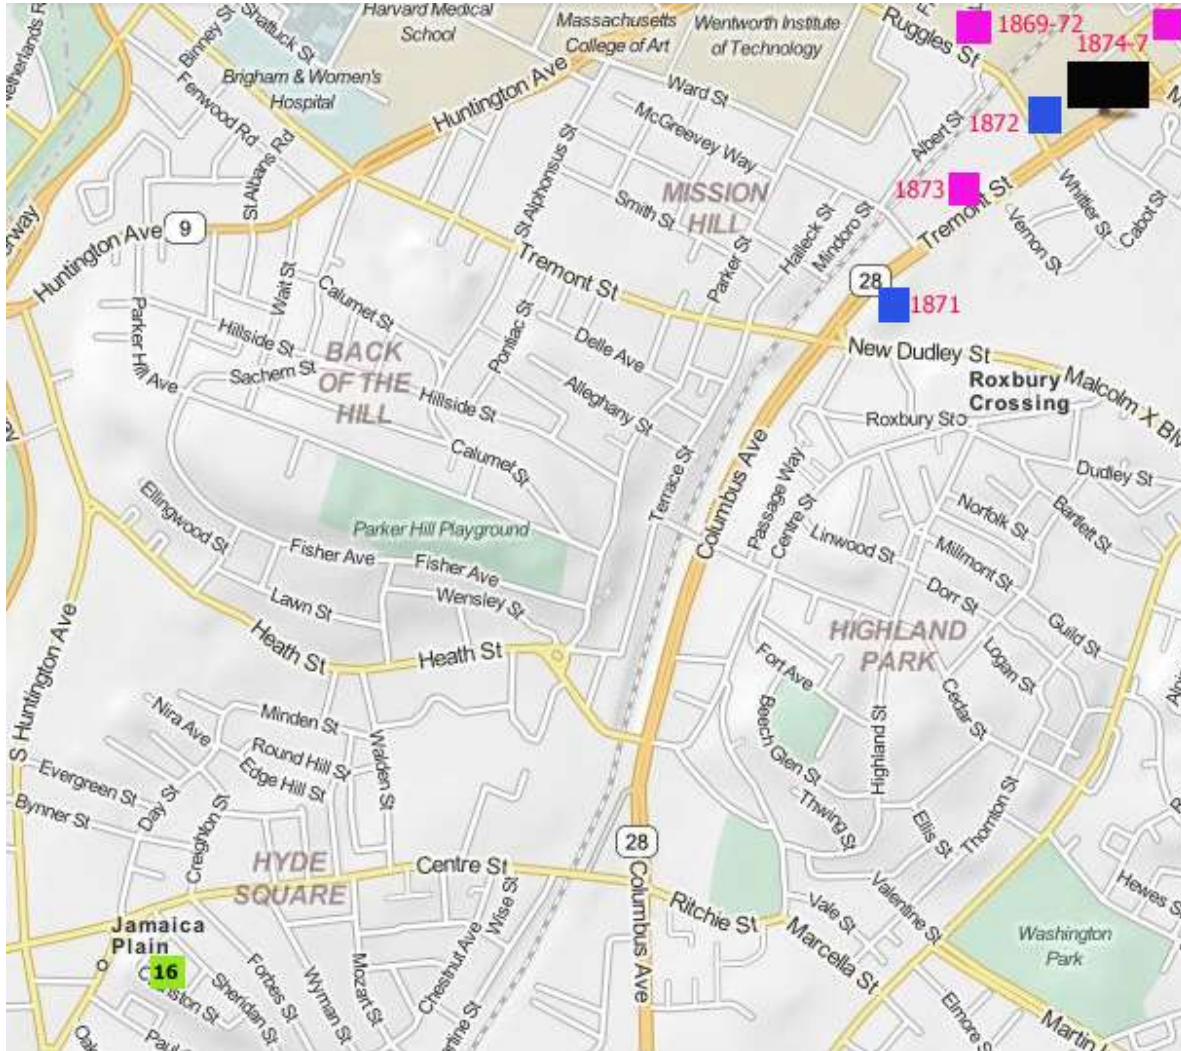 Harvard Medical
School
Massachusetts
College of Art
Wentworth Institute
of Technology
Ruggles St
1869-72
1874-7
Binney St
Shattuck St
Netherlands R
Brigham & Women's
Hospital
Fenwood Rd
Huntington Ave
Ward St
McGreevey Way
Albert St
1872
St Albans Rd
St Alphonsus St
MISSION
HILL
Smith St
1873
Tremont St
Whittier St
Cabot St
Vernon St
Huntington Ave
9
Halleck St
Mindoro St
Parker St
Tremont St
28
1871
Wait St
Calumet St
Parker Hill Ave
Hillside St
Sachem St
BACK
OF THE
HILL
Pontiac St
Delle Ave
Alleghany St
Hillside St
Calumet St
New Dudley St
Malcolm X Blv
Roxbury
Crossing
Roxbury St
Dudley St
Terrace St
Columbus Ave
Passage Way
Centre St
Linwood St
Norfolk St
Bartlett St
Millmont St
Dorr St
Guild St
Logan St
Ellingwood St
Parker Hill Playground
Fisher Ave
Fisher Ave
Lawn St
Wensley St
Heath St
Heath St
HIGHLAND
PARK
Fort Ave
Beech Glen St
Highland St
Cedar St
Thwing St
Ellis St
Thornton St
S Huntington Ave
Nira Ave
Minden St
Round Hill St
Edge Hill St
Walden St
Evergreen St
Bynner St
Day St
Creighton St
HYDE
SQUARE
Centre St
28
Columbus Ave
Ritchie St
Marcella St
Vale St
Valentine St
Hewes St
Washington
Park
Elmore S
Martin
Jamaica
Plain
16
Sheridan St
Forbes St
Wyman St
Mozart St
Chestnut Ave
Wise St